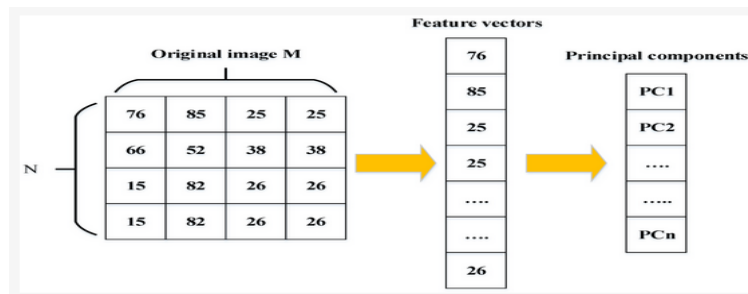 Feature vectors
Original image M
Principal components
N
76 85 25 25
66 52 38 38
15 82 26 26
15 82 26 26
76
85
25
25
....
....
26
PC1
PC2
....
.....
PCn